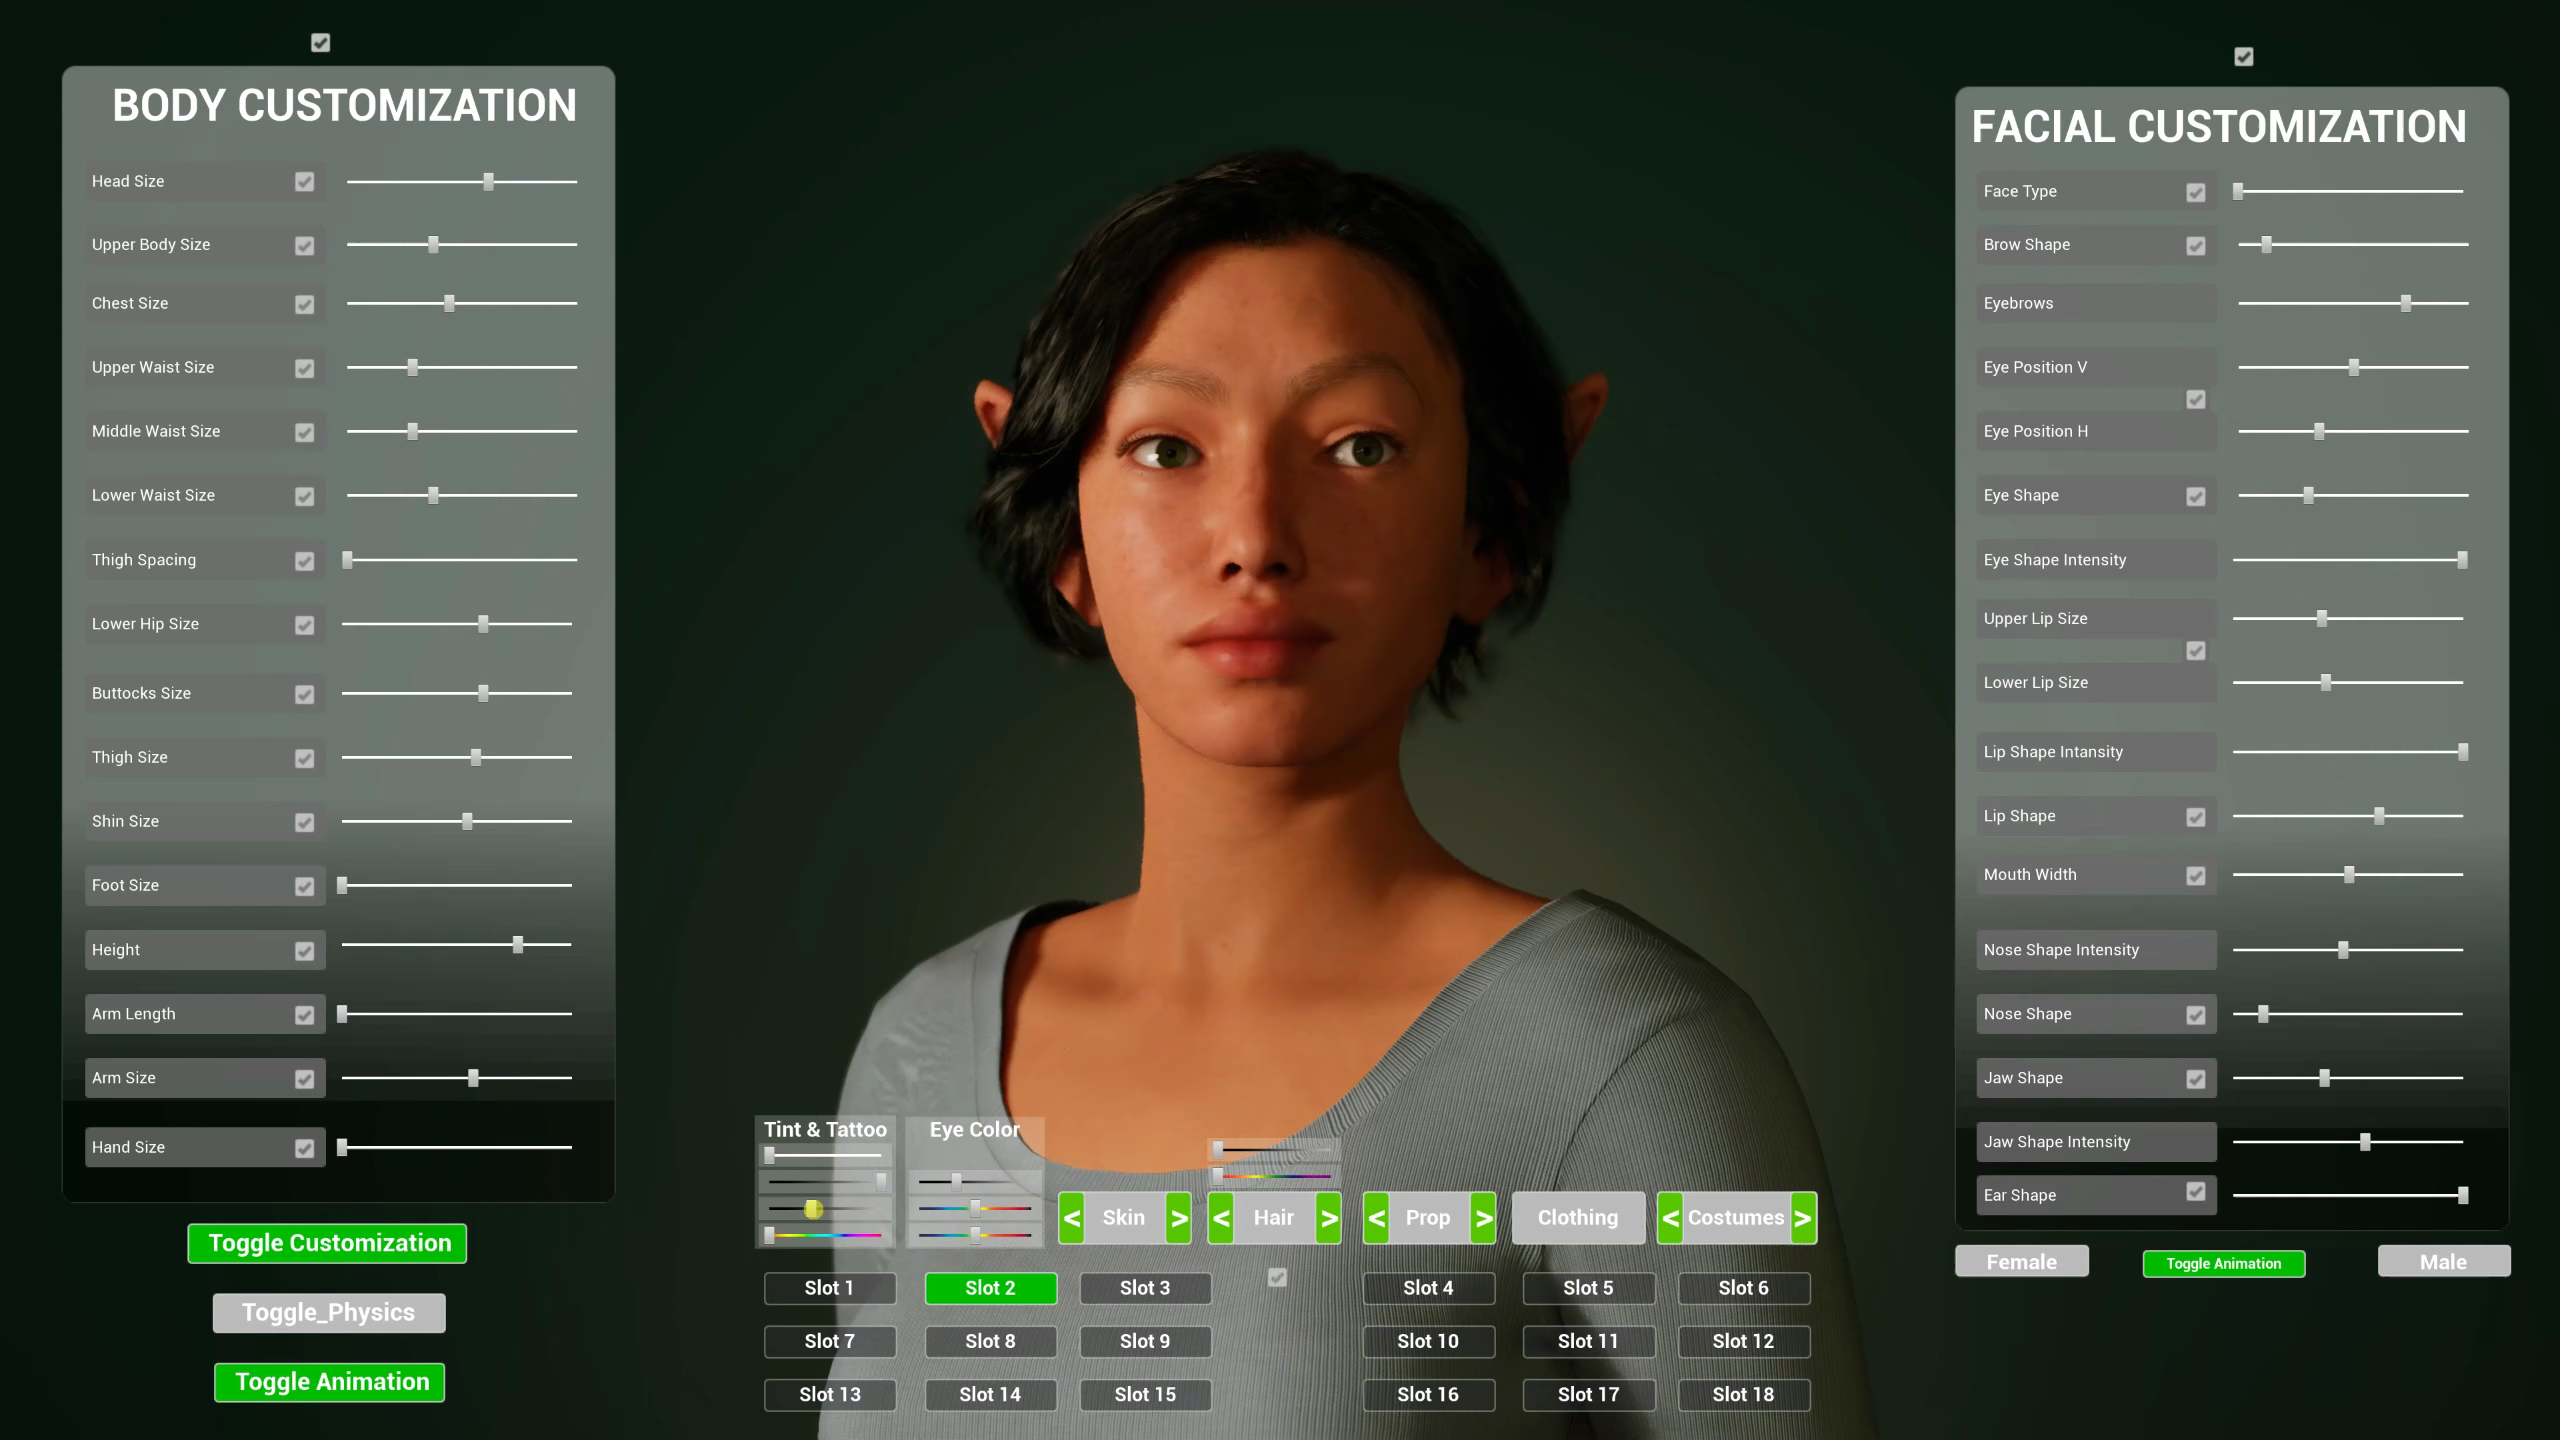 BODY CUSTOMIZATION
Head Size
Upper Body Size
Chest Size
Upper Waist Size
Middle Waist Size
Lower Waist Size
Thigh Spacing
Lower Hip Size
Buttocks Size
Thigh Size
Shin Size
Foot Size
Height
Arm Length
Arm Size
Hand Size
Toggle Customization
Toggle_Physics
Toggle Animation
Tint & Tattoo
Eye Color
< Skin >
< Hair >
< Prop >
Clothing
< Costumes >
Slot 1
Slot 2
Slot 3
Slot 4
Slot 5
Slot 6
Slot 7
Slot 8
Slot 9
Slot 10
Slot 11
Slot 12
Slot 13
Slot 14
Slot 15
Slot 16
Slot 17
Slot 18
FACIAL CUSTOMIZATION
Face Type
Brow Shape
Eyebrows
Eye Position V
Eye Position H
Eye Shape
Eye Shape Intensity
Upper Lip Size
Lower Lip Size
Lip Shape Intansity
Lip Shape
Mouth Width
Nose Shape Intensity
Nose Shape
Jaw Shape
Jaw Shape Intensity
Ear Shape
Female
Toggle Animation
Male